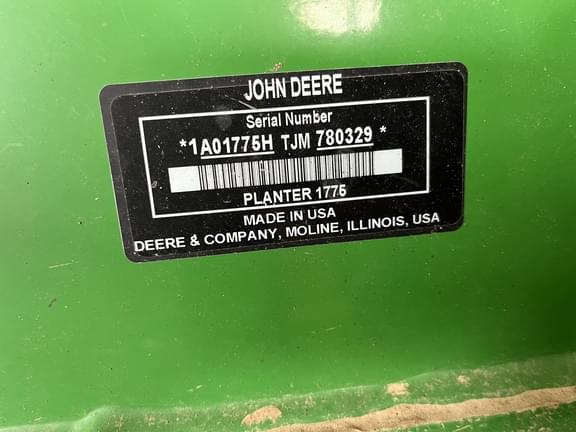 JOHN DEERE
Serial Number
*1A01775H TJM 780329 *
PLANTER 1775
MADE IN USA
DEERE & COMPANY, MOLINE, ILLINOIS, USA